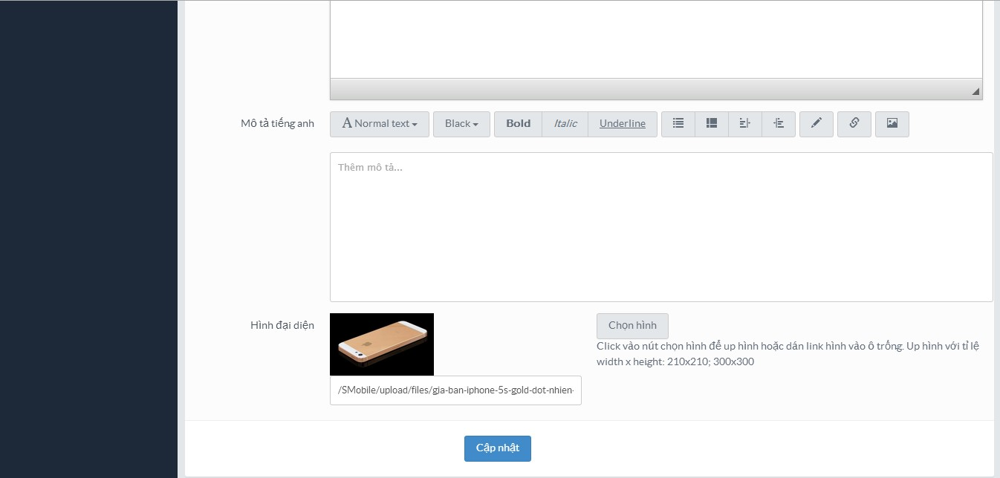 Mô tả tiếng anh
A Normal text
Black
Bold
Italic
Underline
Thêm mô tả...
Hình đại diện
Chọn hình
Click vào nút chọn hình để up hình hoặc dán link hình vào ô trống. Up hình với tỉ lệ
width x height: 210x210; 300x300
/SMobile/upload/files/gia-ban-iphone-5s-gold-dot-nhien-
Cập nhật